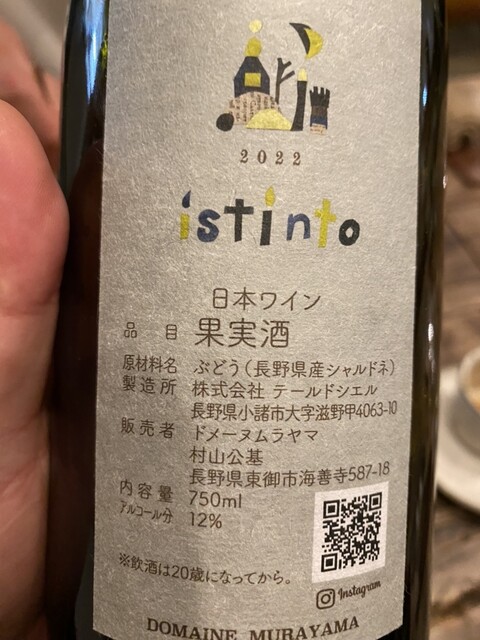 2022
istinto
日本ワイン
品 目 果実酒
原材料名 ぶどう(長野県産シャルドネ)
製造所 株式会社 テールドシエル
長野県小諸市大字滋野甲4063-10
販売者 ドメーヌムラヤマ
村山公基
長野県東御市海善寺587-18
内容量 750ml
アルコール分 12%
※飲酒は20歳になってから。
Instagram
DOMAINE MURAYAMA